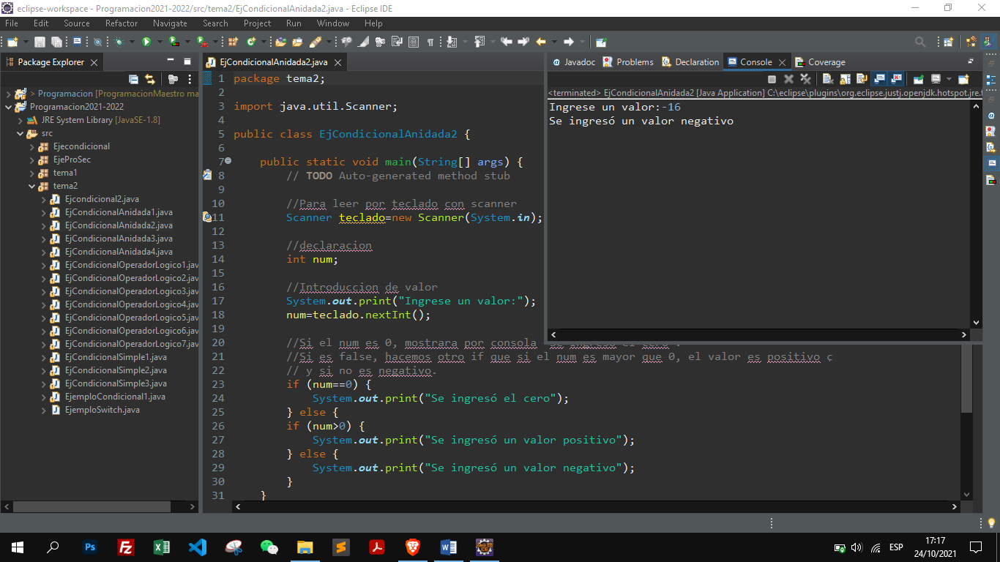 eclipse-workspace - Programacion2021-2022/src/tema2/EjCondicionalAnidada2.java - Eclipse IDE
File Edit Source Refactor Navigate Search Project Run Window Help
Package Explorer
> Programacion [ProgramacionMaestro ma
Programacion2021-2022
JRE System Library [JavaSE-1.8]
src
Ejecondicional
EjeProSec
tema1
tema2
Ejcondicional2.java
EjCondicionalAnidada1.java
EjCondicionalAnidada2.java
EjCondicionalAnidada3.java
EjCondicionalAnidada4.java
EjCondicionalOperadorLogico1.jav
EjCondicionalOperadorLogico2.jav
EjCondicionalOperadorLogico3.jav
EjCondicionalOperadorLogico4.jav
EjCondicionalOperadorLogico5.jav
EjCondicionalOperadorLogico6.jav
EjCondicionalOperadorLogico7.jav
EjCondicionalSimple1.java
EjCondicionalSimple2.java
EjCondicionalSimple3.java
EjemploCondicional1.java
EjemploSwitch.java
EjCondicionalAnidada2.java
1 package tema2;
2
3 import java.util.Scanner;
4
5 public class EjCondicionalAnidada2 {
6
7 public static void main(String[] args) {
8 // TODO Auto-generated method stub
9
10 //Para leer por teclado con scanner
11 Scanner teclado=new Scanner(System.in);
12
13 //declaracion
14 int num;
15
16 //Introduccion de valor
17 System.out.print("Ingrese un valor:");
18 num=teclado.nextInt();
19
20 //Si el num es 0, mostrara por consola
21 //Si es false, hacemos otro if que si el num es mayor que 0, el valor es positivo ç
22 // y si no es negativo.
23 if (num==0) {
24 System.out.print("Se ingresó el cero");
25 } else {
26 if (num>0) {
27 System.out.print("Se ingresó un valor positivo");
28 } else {
29 System.out.print("Se ingresó un valor negativo");
30 }
31 }
@ Javadoc Problems Declaration Console Coverage
<terminated> EjCondicionalAnidada2 [Java Application] C:\eclipse\plugins\org.eclipse.justj.openjdk.hotspot.jre.
Ingrese un valor:-16
Se ingresó un valor negativo
ESP
17:17
24/10/2021